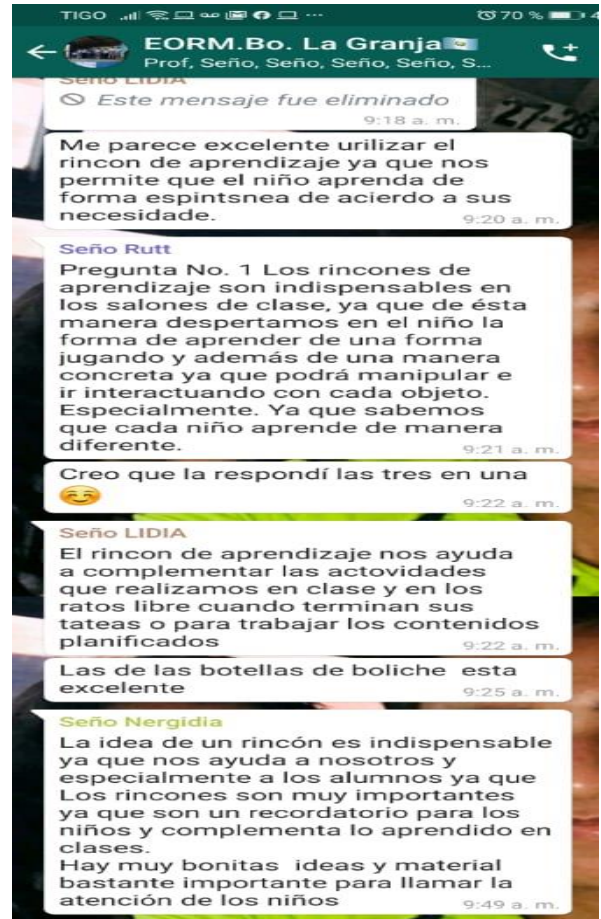 TIGO
70 %
EORM.Bo. La Granja
Prof, Seño, Seño, Seño, Seño, S...
Seño LIDIA
Este mensaje fue eliminado
9:18 a. m.
27-28
Me parece excelente urilizar el
rincon de aprendizaje ya que nos
permite que el niño aprenda de
forma espintsnea de acierdo a sus
necesidade.
9:20 a. m.
Seño Rutt
Pregunta No. 1 Los rincones de
aprendizaje son indispensables en
los salones de clase, ya que de ésta
manera despertamos en el niño la
forma de aprender de una forma
jugando y además de una manera
concreta ya que podrá manipular e
ir interactuando con cada objeto.
Especialmente. Ya que sabemos
que cada niño aprende de manera
diferente.
9:21 a. m.
Creo que la respondí las tres en una
☺️
9:22 a. m.
Seño LIDIA
El rincon de aprendizaje nos ayuda
a complementar las actovidades
que realizamos en clase y en los
ratos libre cuando terminan sus
tateas o para trabajar los contenidos
planificados
9:22 a. m.
Las de las botellas de boliche esta
excelente
9:25 a. m.
Seño Nergidia
La idea de un rincón es indispensable
ya que nos ayuda a nosotros y
especialmente a los alumnos ya que
Los rincones son muy importantes
ya que son un recordatorio para los
niños y complementa lo aprendido en
clases.
Hay muy bonitas ideas y material
bastante importante para llamar la
atención de los niños
9:49 a. m.